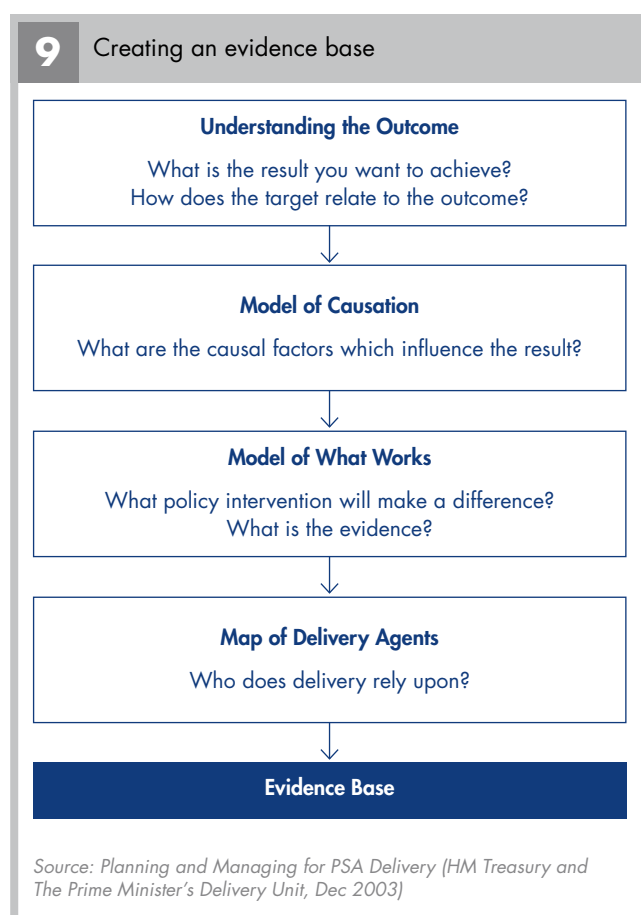 9
Creating an evidence base
Understanding the Outcome
What is the result you want to achieve?
How does the target relate to the outcome?
Model of Causation
What are the causal factors which influence the result?
Model of What Works
What policy intervention will make a difference?
What is the evidence?
Map of Delivery Agents
Who does delivery rely upon?
Evidence Base
Source: Planning and Managing for PSA Delivery (HM Treasury and
The Prime Minister's Delivery Unit, Dec 2003)